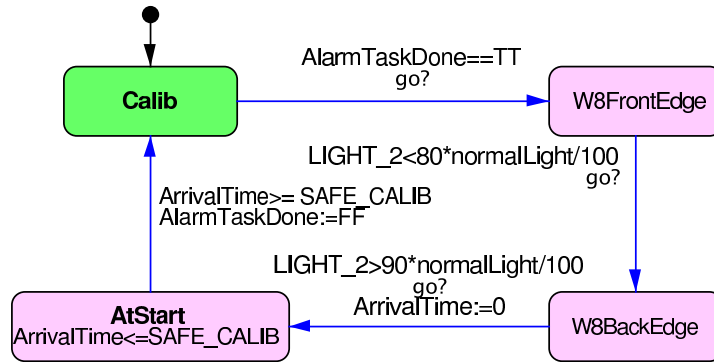 AlarmTaskDone==TT
go?
Calib
W8FrontEdge
LIGHT_2<80*normalLight/100
go?
ArrivalTime>= SAFE_CALIB
AlarmTaskDone:=FF
LIGHT_2>90*normalLight/100
go?
ArrivalTime:=0
AtStart
ArrivalTime<=SAFE_CALIB
W8BackEdge